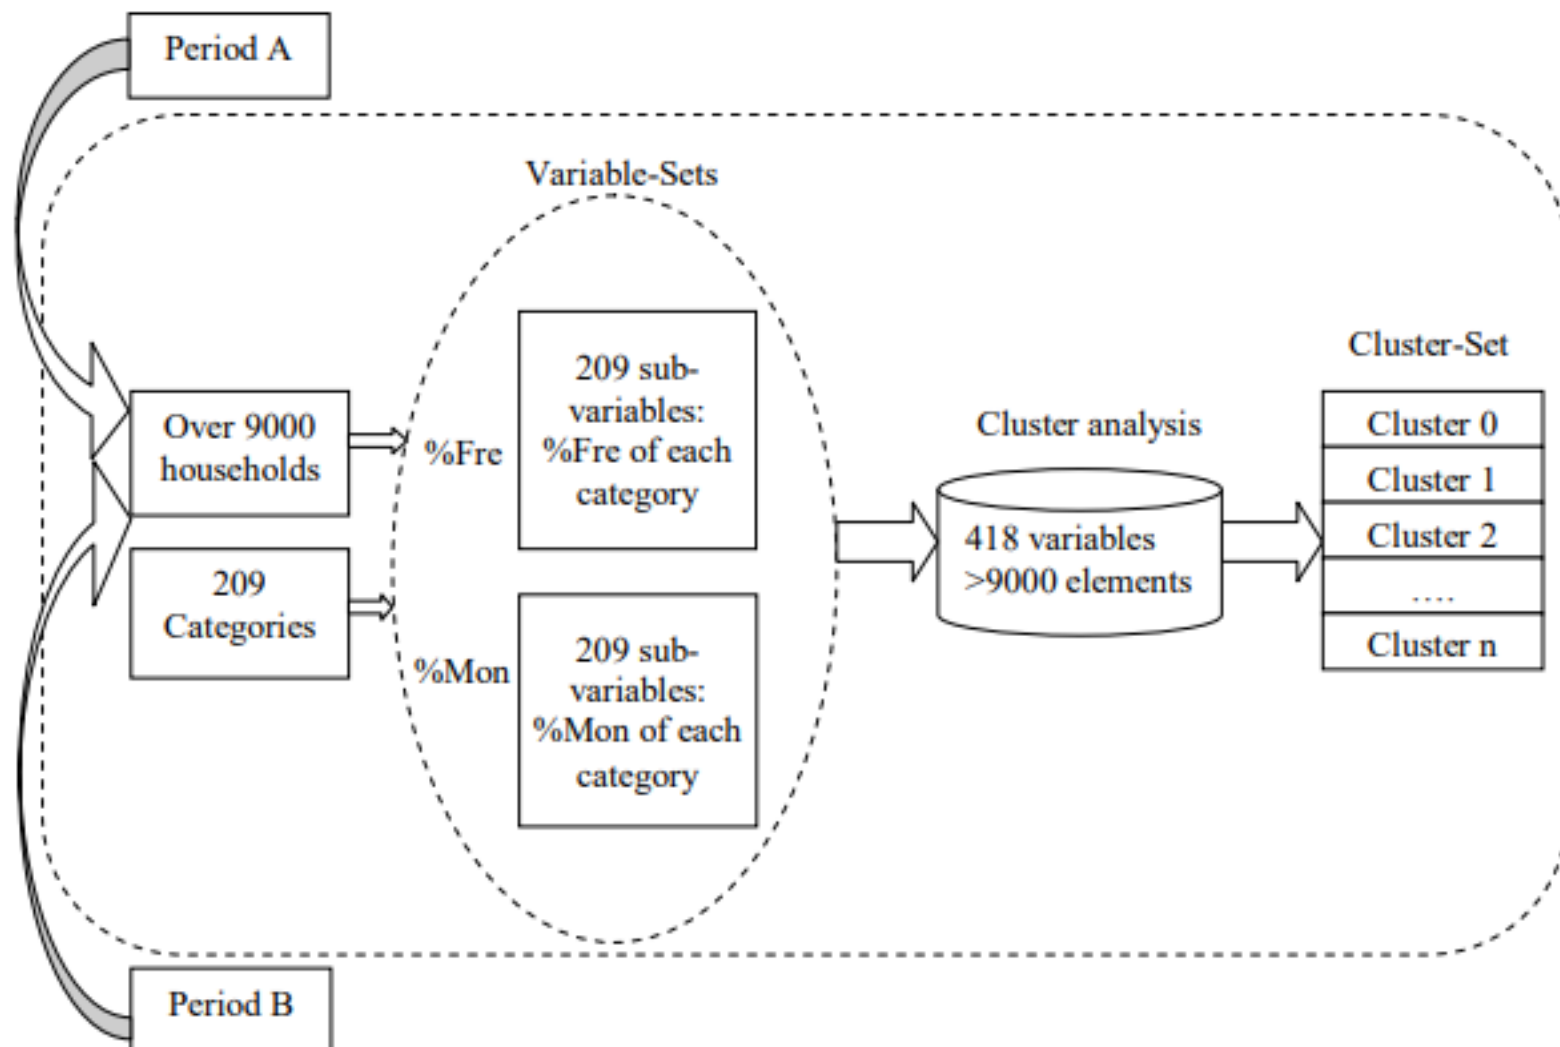 Period A
Variable-Sets
209 sub-
variables:
%Fre of each
category
%Fre
Over 9000
households
209
Categories
%Mon
209 sub-
variables:
%Mon of each
category
Cluster analysis
418 variables
>9000 elements
Cluster-Set
Cluster 0
Cluster 1
Cluster 2
....
Cluster n
Period B